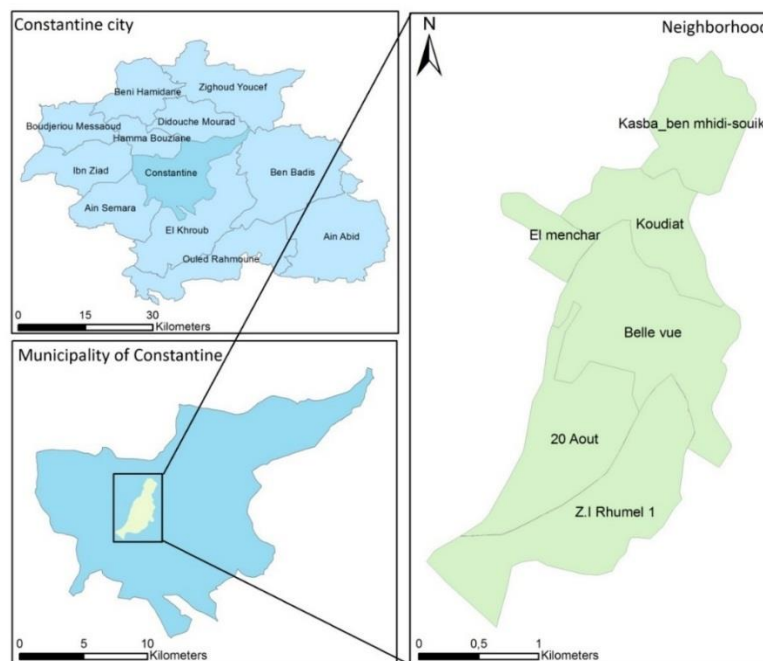 Constantine city
Zighoud Youcef
Beni Hamidane
Didouche Mourad
Boudjeriou Messaoud
Hamma Bouziane
Ibn Ziad
Constantine
Ben Badis
Ain Semara
El Khroub
Ain Abid
Ouled Rahmoune
0 15 30
Kilometers
Municipality of Constantine
0 5 10
Kilometers
N
Neighborhood
Kasba_ben mhidi-souik
El menchar
Koudiat
Belle vue
20 Aout
Z.I Rhumel 1
0 0,5 1
Kilometers